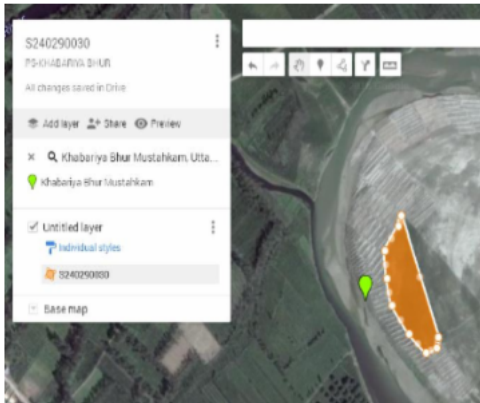 S240290030
PS-KHABARIYA BHUR
All changes saved in Drive
Add layer Share Preview
Khabariya Bhur Mustahkam, Utta...
Khabariya Bhur Mustahkam
Untitled layer
Individual styles
S240290030
Base map